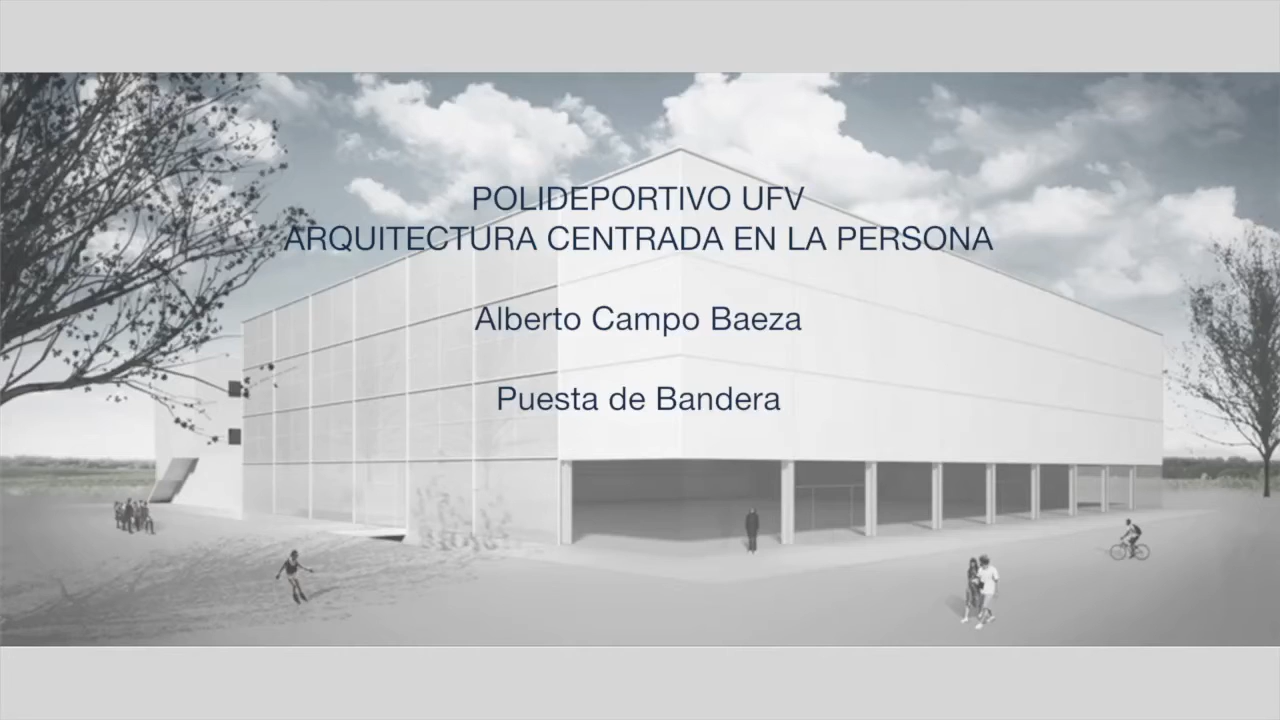 POLIDEPORTIVO UFV
ARQUITECTURA CENTRADA EN LA PERSONA
Alberto Campo Baeza
Puesta de Bandera